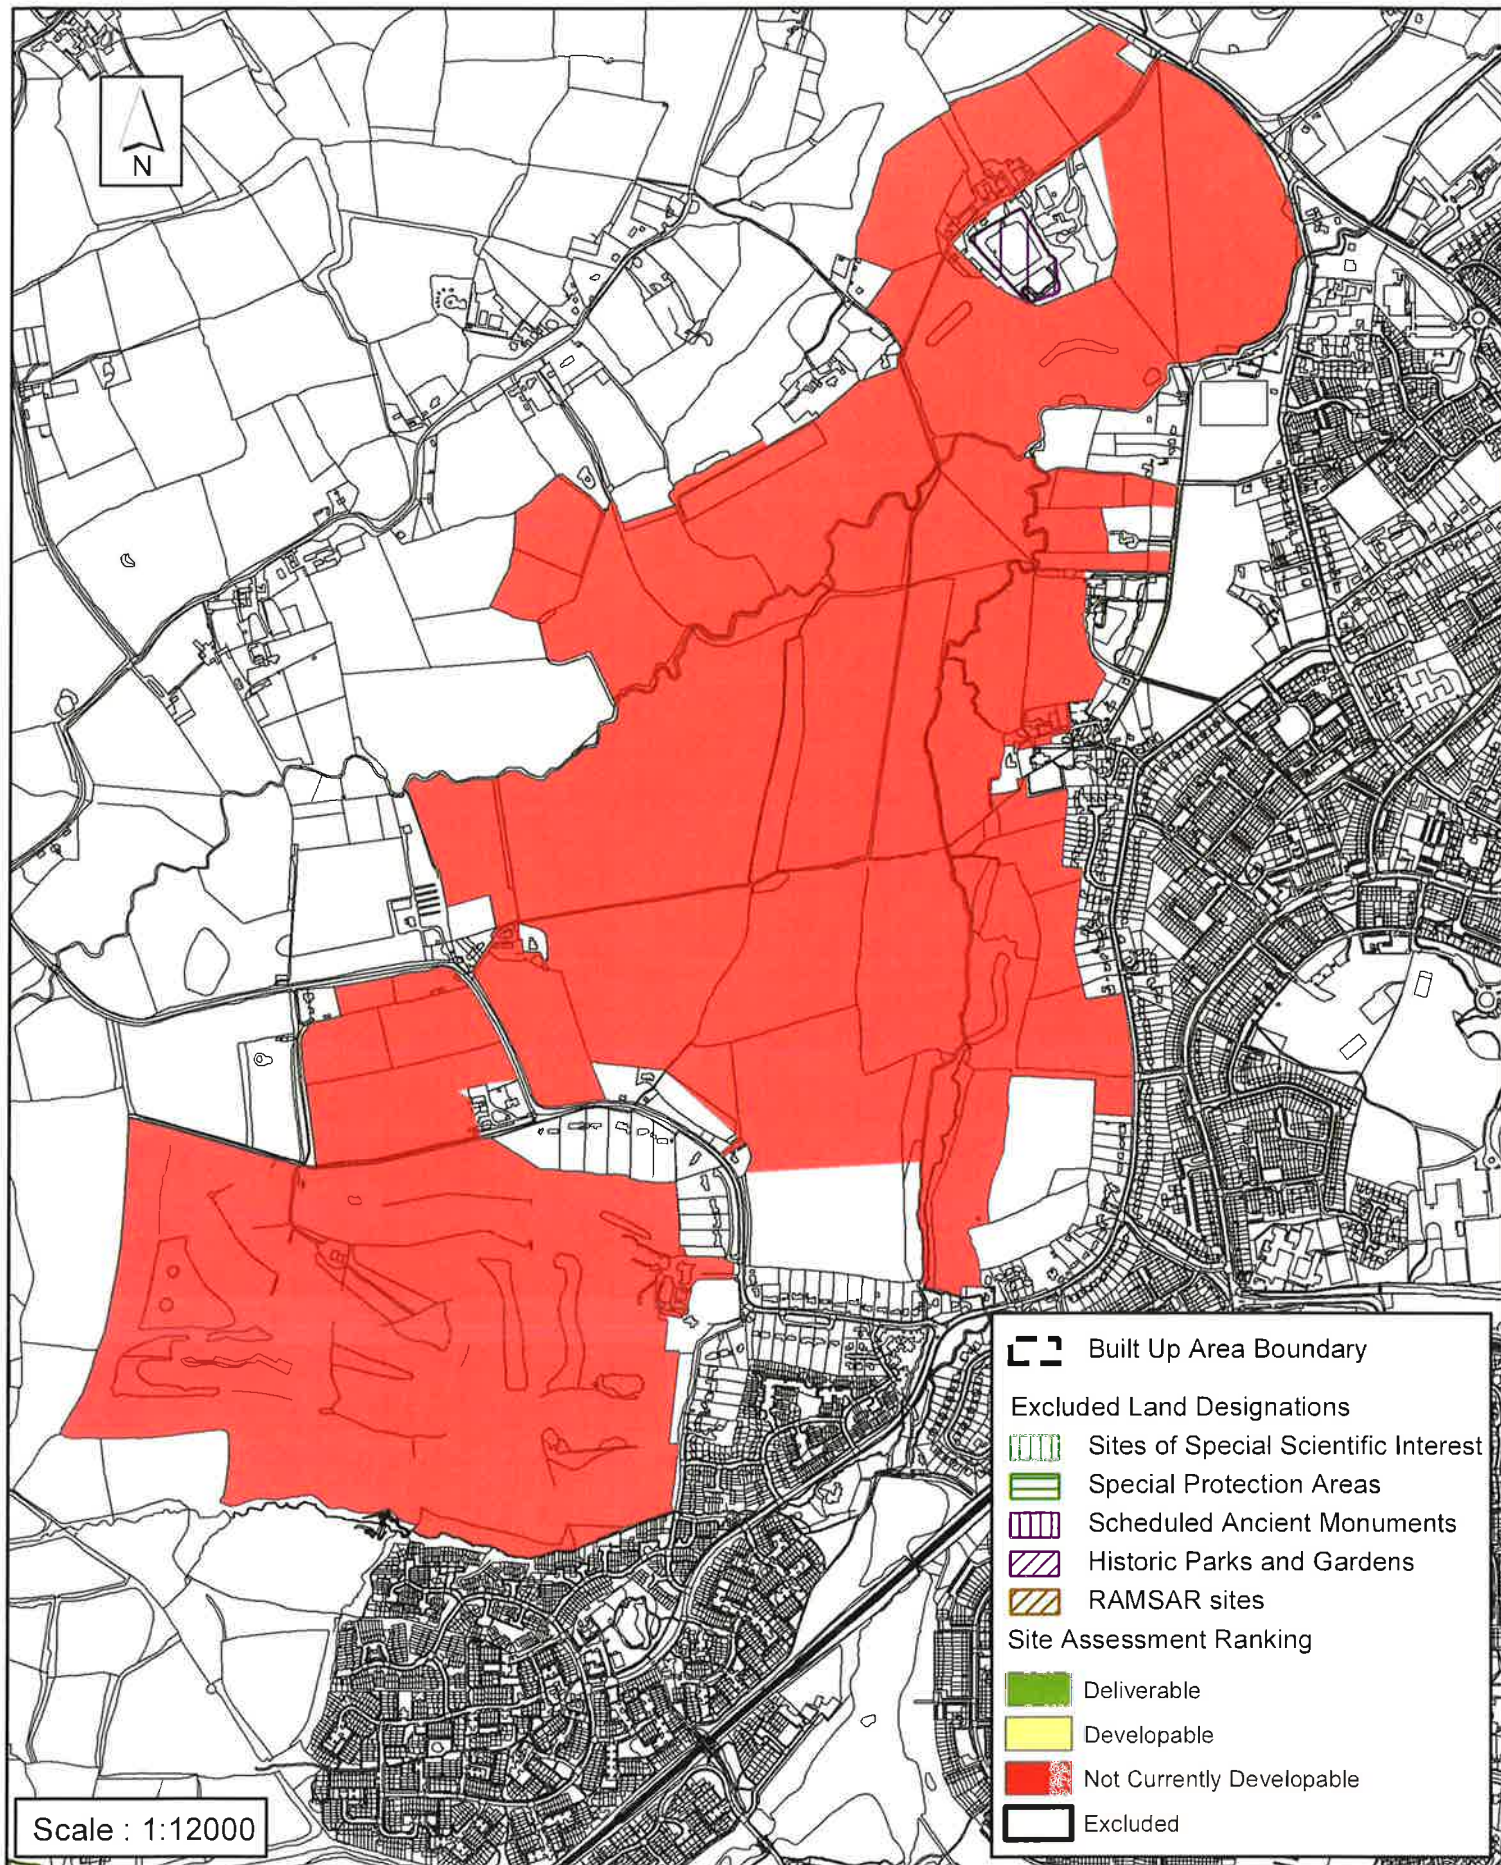 N
Built Up Area Boundary
Excluded Land Designations
Sites of Special Scientific Interest
Special Protection Areas
Scheduled Ancient Monuments
Historic Parks and Gardens
RAMSAR sites
Site Assessment Ranking
Deliverable
Developable
Not Currently Developable
Excluded
Scale : 1:12000